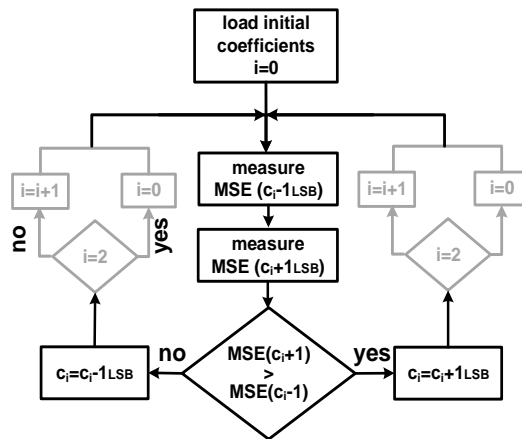 load initial
coefficients
i=0
measure
MSE (ci-1LSB)
measure
MSE (ci+1LSB)
MSE(ci+1)
>
MSE(ci-1)
no
yes
ci=ci-1LSB
ci=ci+1LSB
i=2
no
yes
i=i+1
i=0
i=2
i=i+1
i=0